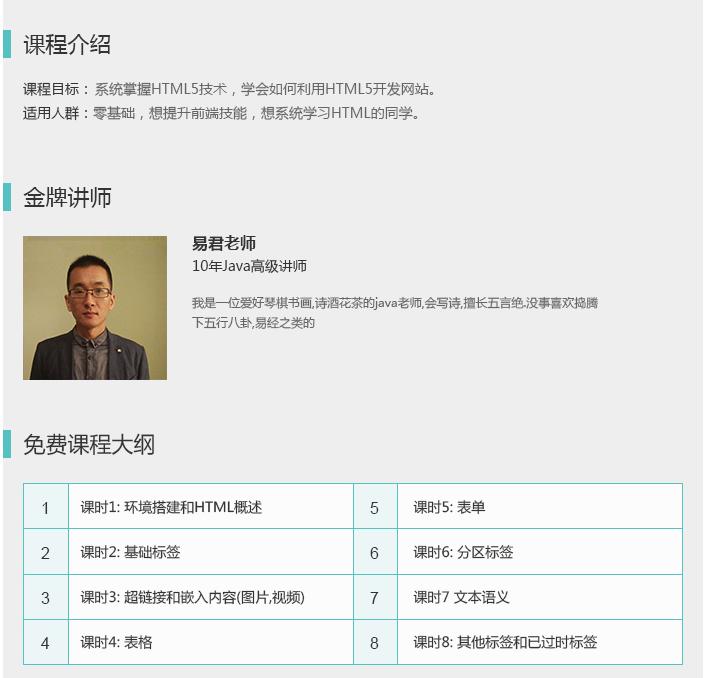 课程介绍
课程目标： 系统掌握HTML5技术，学会如何利用HTML5开发网站。
适用人群：零基础，想提升前端技能，想系统学习HTML的同学。
金牌讲师
易君老师
10年Java高级讲师
我是一位爱好琴棋书画,诗酒花茶的java老师,会写诗,擅长五言绝.没事喜欢捣腾
下五行八卦,易经之类的
免费课程大纲
1 课时1: 环境搭建和HTML概述 5 课时5: 表单
2 课时2: 基础标签 6 课时6: 分区标签
3 课时3: 超链接和嵌入内容(图片,视频) 7 课时7 文本语义
4 课时4: 表格 8 课时8: 其他标签和已过时标签